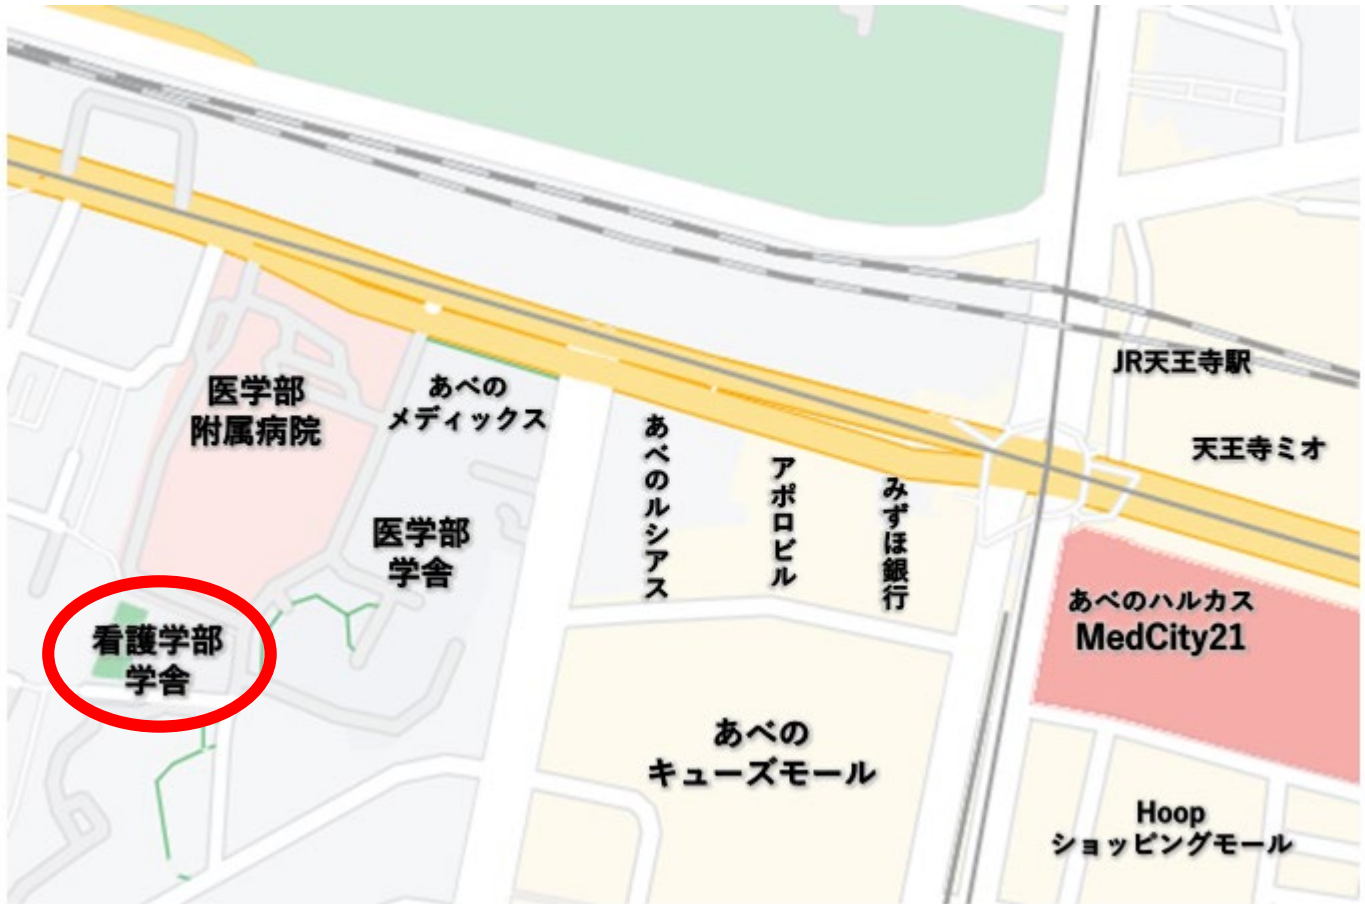 JR天王寺駅
天王寺ミオ
医学部
附属病院
あべの
メディックス
あべのルシアス
アポロビル
みずほ銀行
医学部
学舎
看護学部
学舎
あべのハルカス
MedCity21
あべの
キューズモール
Hoop
ショッピングモール